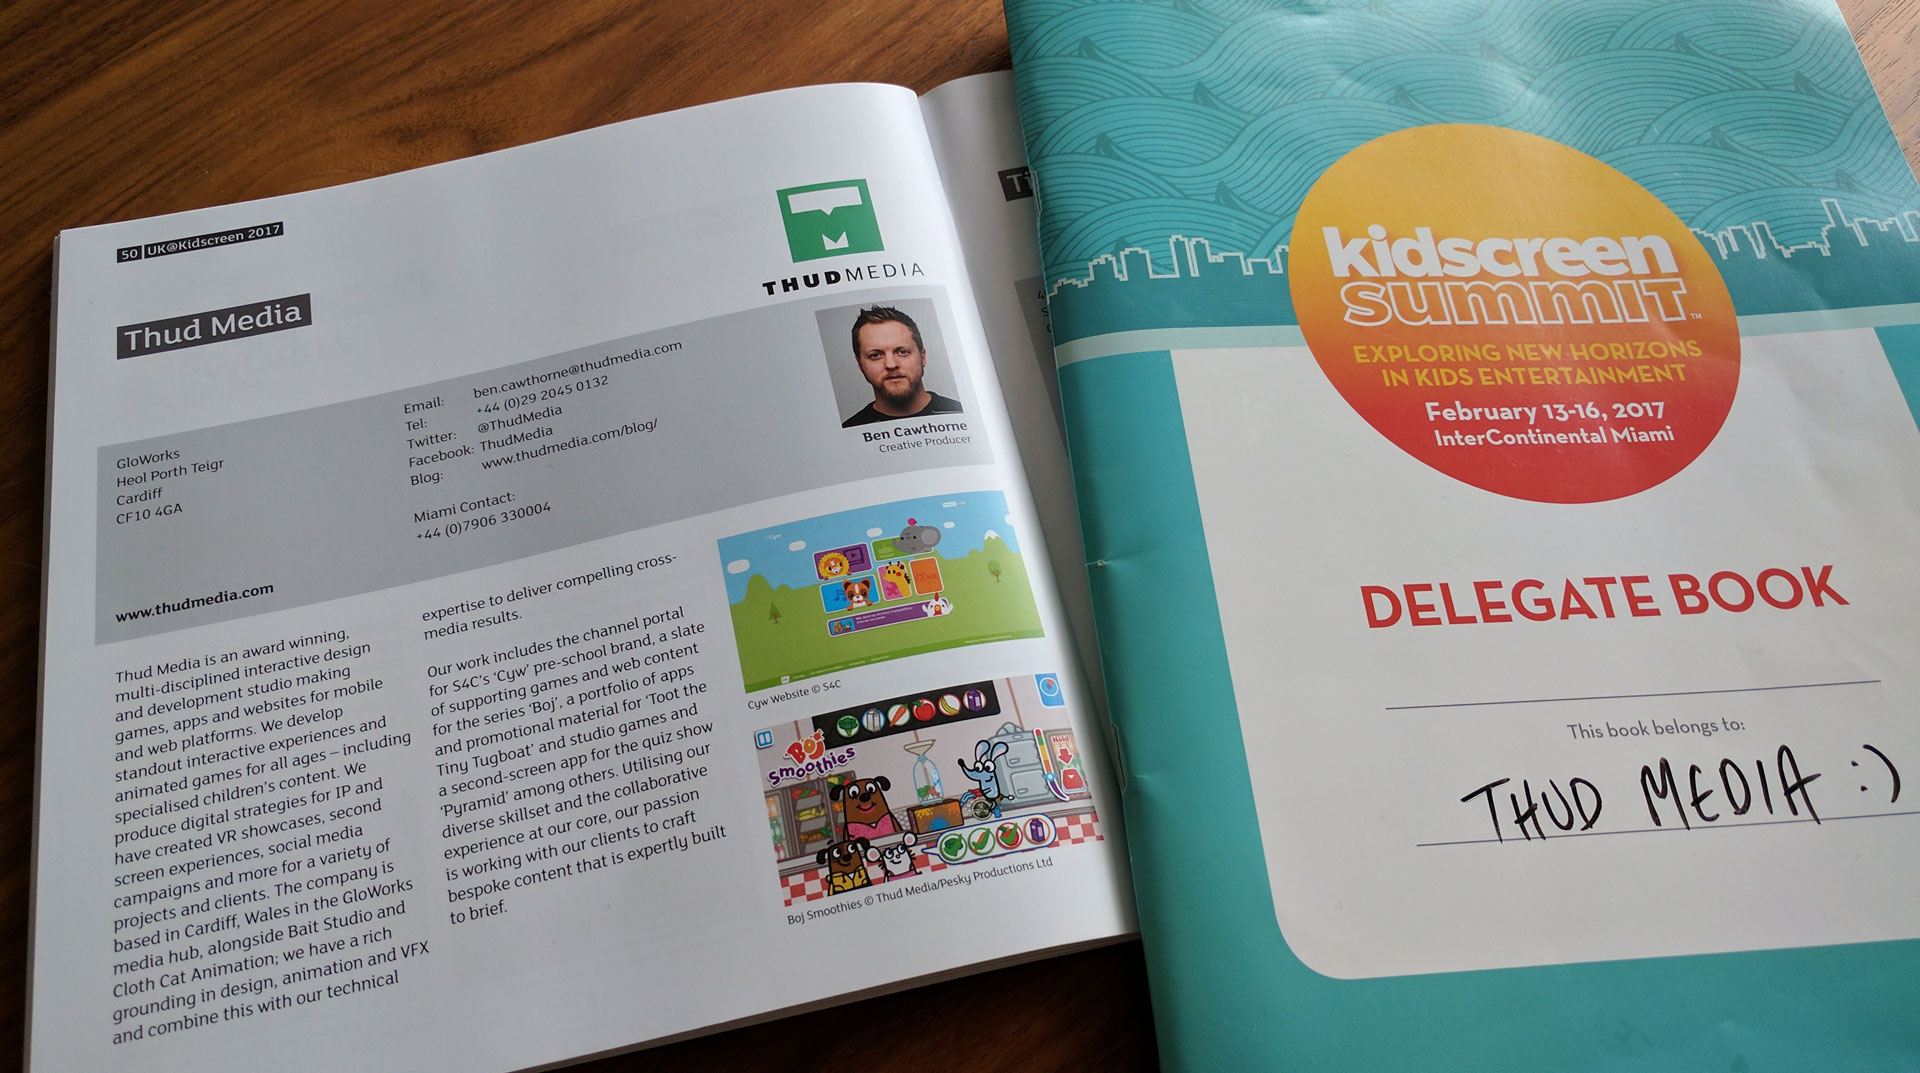 50 UK@Kidscreen 2017
THUDMEDIA
Thud Media
GloWorks
Heol Porth Teigr
Cardiff
CF10 4GA
www.thudmedia.com
Email: ben.cawthorne@thudmedia.com
Tel: +44 (0)29 2045 0132
Twitter: @ThudMedia
Facebook: ThudMedia
Blog: www.thudmedia.com/blog/
Miami Contact:
+44 (0)7906 330004
Ben Cawthorne
Creative Producer
Thud Media is an award winning,
multi-disciplined interactive design
and development studio making
games, apps and websites for mobile
and web platforms. We develop
standout interactive experiences and
animated games for all ages – including
specialised children's content. We
produce digital strategies for IP and
have created VR showcases, second
screen experiences, social media
campaigns and more for a variety of
projects and clients. The company is
based in Cardiff, Wales in the GloWorks
media hub, alongside Bait Studio and
Cloth Cat Animation; we have a rich
grounding in design, animation and VFX
and combine this with our technical
expertise to deliver compelling cross-
media results.
Our work includes the channel portal
for S4C's 'Cyw' pre-school brand, a slate
of supporting games and web content
for the series 'Boj', a portfolio of apps
and promotional material for 'Toot the
Tiny Tugboat' and studio games and
a second-screen app for the quiz show
'Pyramid' among others. Utilising our
diverse skillset and the collaborative
experience at our core, our passion
is working with our clients to craft
bespoke content that is expertly built
to brief.
Cyw Website © S4C
Boj
Smoothies
Hold
Boj Smoothies © Thud Media/Pesky Productions Ltd
Ti
kidscreen
summit™
EXPLORING NEW HORIZONS
IN KIDS ENTERTAINMENT
February 13-16, 2017
InterContinental Miami
DELEGATE BOOK
This book belongs to:
THUD MEDIA :)